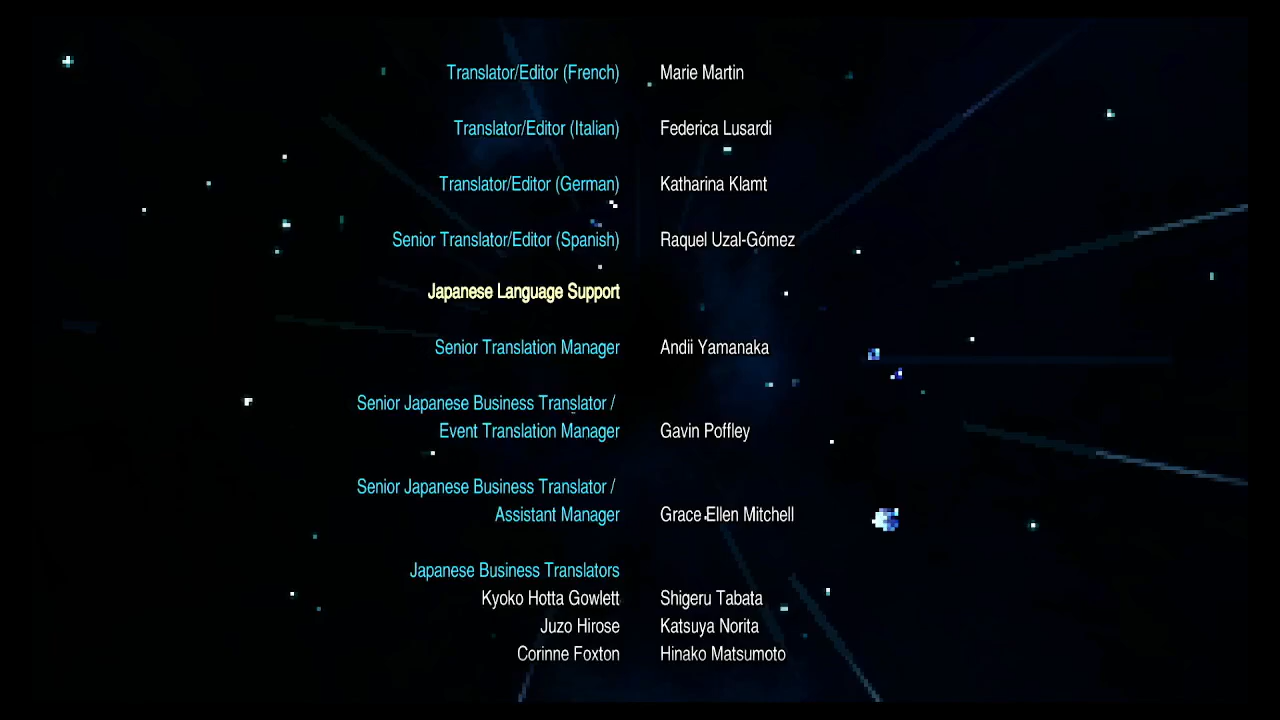 Translator/Editor (French) Marie Martin
Translator/Editor (Italian) Federica Lusardi
Translator/Editor (German) Katharina Klamt
Senior Translator/Editor (Spanish) Raquel Uzal-Gómez
Japanese Language Support
Senior Translation Manager Andii Yamanaka
Senior Japanese Business Translator /
Event Translation Manager Gavin Poffley
Senior Japanese Business Translator /
Assistant Manager Grace Ellen Mitchell
Japanese Business Translators
Kyoko Hotta Gowlett Shigeru Tabata
Juzo Hirose Katsuya Norita
Corinne Foxton Hinako Matsumoto